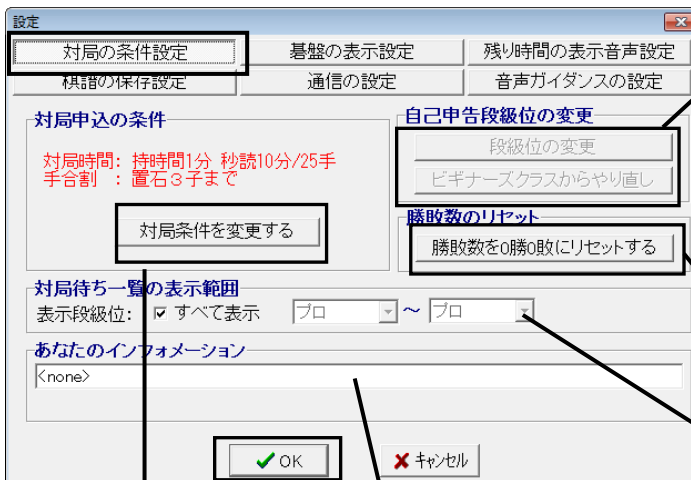 設定
対局の条件設定
碁盤の表示設定
残り時間の表示音声設定
棋譜の保存設定
通信の設定
音声ガイダンスの設定
対局申込の条件
対局時間: 持時間1分 秒読10分/25手
手合割 : 置石3子まで
対局条件を変更する
自己申告段級位の変更
段級位の変更
ビギナーズクラスからやり直し
勝敗数のリセット
勝敗数を0勝0敗にリセットする
対局待ち一覧の表示範囲
表示段級位: すべて表示 プロ ～ プロ
あなたのインフォメーション
<none>
OK
キャンセル